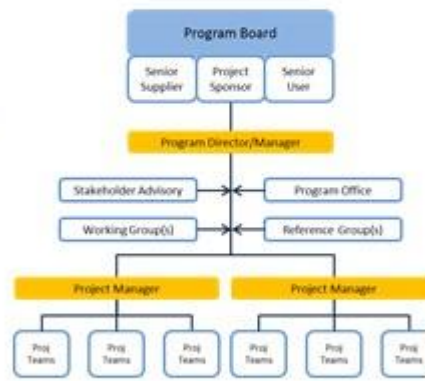 Program Board
Senior Supplier
Project Sponsor
Senior User
Program Director/Manager
Stakeholder Advisory
Program Office
Working Group(s)
Reference Group(s)
Project Manager
Project Manager
Proj Teams
Proj Teams
Proj Teams
Proj Teams
Proj Teams
Proj Teams